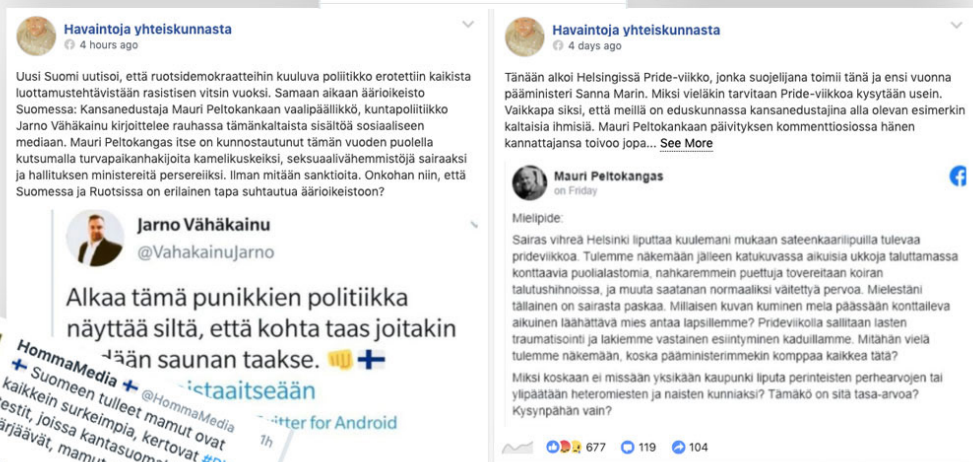 Havaintoja yhteiskunnasta
4 hours ago
Uusi Suomi uutisoi, että ruotsidemokraatteihin kuuluva poliitikko erotettiin kaikista
luottamustehtävistään rasistisen vitsin vuoksi. Samaan aikaan äärioikeisto
Suomessa: Kansanedustaja Mauri Peltokankaan vaalipäällikkö, kuntapoliitikko
Jarno Vähäkainu kirjoittelee rauhassa tämänkaltaista sisältöä sosiaaliseen
mediaan. Mauri Peltokangas itse on kunnostautunut tämän vuoden puolella
kutsumalla turvapaikanhakijoita kamelikuskeiksi, seksuaalivähemmistöjä sairaaksi
ja hallituksen ministereitä persereiiksi. Ilman mitään sanktioita. Onkohan niin, että
Suomessa ja Ruotsissa on erilainen tapa suhtautua äärioikeistoon?
Jarno Vähäkainu
@VahakainuJarno
Alkaa tämä punikkien politiikka
näyttää siltä, että kohta taas joitakin
saunan taakse. 👊🇫🇮
istaaitseään
for Android
HommaMedia 🇫🇮 @HommaMedia
1h
🇫🇮 Suomeen tulleet mamut ovat
kaikkein surkeimpia, kertovat
testit, joissa
Havaintoja yhteiskunnasta
4 days ago
Tänään alkoi Helsingissä Pride-viikko, jonka suojelijana toimii tänä ja ensi vuonna
pääministeri Sanna Marin. Miksi vieläkin tarvitaan Pride-viikkoa kysytään usein.
Vaikkapa siksi, että meillä on eduskunnassa kansanedustajina alla olevan esimerkin
kaltaisia ihmisiä. Mauri Peltokankaan päivityksen kommenttiosiossa hänen
kannattajansa toivoo jopa... See More
Mauri Peltokangas
on Friday
Mielipide:
Sairas vihreä Helsinki liputtaa kuulemani mukaan sateenkaarilipuilla tulevaa
prideviikkoa. Tulemme näkemään jälleen katukuvassa aikuisia ukkoja taluttamassa
konttaavia puolialastomia, nahkaremmein puettuja tovereitaan koiran
talutushihnoissa, ja muuta saatanan normaaliksi väitettyä pervoa. Mielestäni
tällainen on sairasta paskaa. Millaisen kuvan kuminen mela päässään konttaileva
aikuinen läähättävä mies antaa lapsillemme? Prideviikolla sallitaan lasten
traumatisointi ja lakiemme vastainen esiintyminen kaduillamme. Mitähän vielä
tulemme näkemään, koska pääministerimmekin komppaa kaikkea tätä?
Miksi koskaan ei missään yksikään kaupunki liputa perinteisten perhearvojen tai
ylipäätään heteromiesten ja naisten kunniaksi? Tämäkö on sitä tasa-arvoa?
Kysynpähän vain?
677 119 104